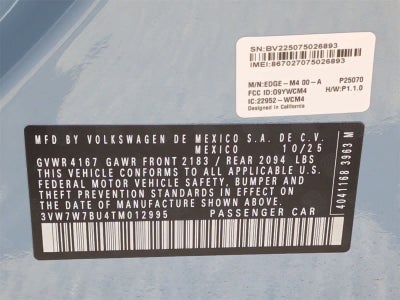 SN:BV225075026893
IMEI:867027075026893
M/N:EDGE-M4 00-A P25070
FCC ID:O9YWCM4 H/W:P1.1.0
IC:22952-WCM4
Designed in California
MFD. BY VOLKSWAGEN DE MEXICO S.A. DE C.V.
MEXICO 10/25
GVWR 4167 GAWR FRONT 2183 / REAR 2094 LBS
THIS VEHICLE CONFORMS TO ALL APPLICABLE U.S.
FEDERAL MOTOR VEHICLE SAFETY, BUMPER, AND
THEFT PREVENTION STANDARDS IN EFFECT ON THE
DATE OF MANUFACTURE SHOWN ABOVE.
3VW7W7BU4TM012995 PASSENGER CAR
4041168 3963 M